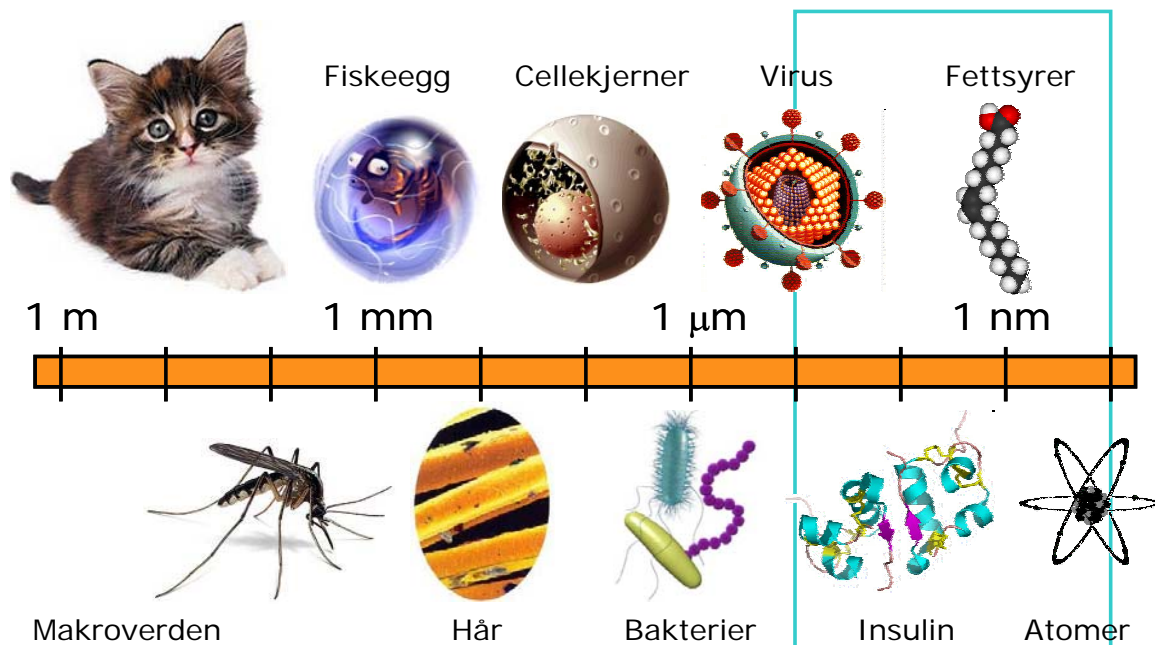 Fiskeegg
Cellekjerner
Virus
Fettsyrer
1 m
1 mm
1 μm
1 nm
Makroverden
Hår
Bakterier
Insulin
Atomer